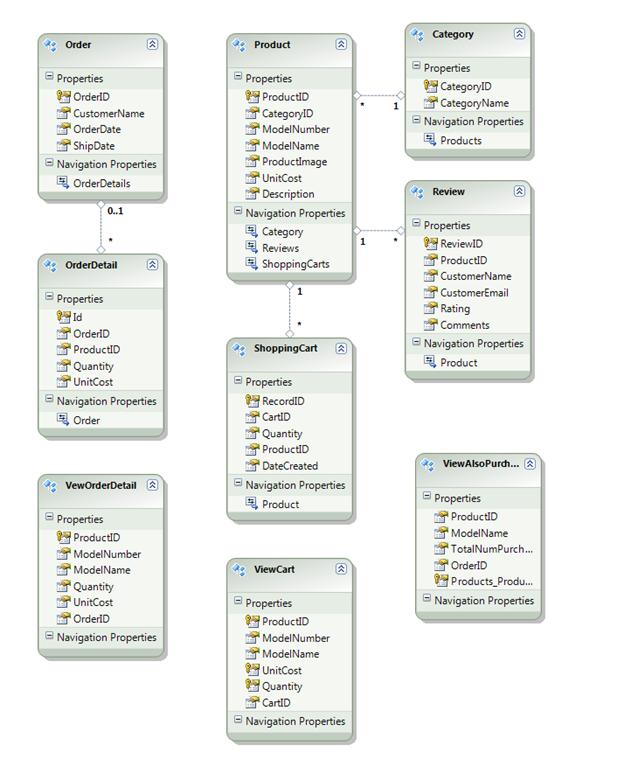 Order
Properties
OrderID
CustomerName
OrderDate
ShipDate
Navigation Properties
OrderDetails
0..1
*
OrderDetail
Properties
Id
OrderID
ProductID
Quantity
UnitCost
Navigation Properties
Order
VewOrderDetail
Properties
ProductID
ModelNumber
ModelName
Quantity
UnitCost
OrderID
Navigation Properties
Product
Properties
ProductID
CategoryID
ModelNumber
ModelName
ProductImage
UnitCost
Description
Navigation Properties
Category
Reviews
ShoppingCarts
* 1
1 *
1
*
ShoppingCart
Properties
RecordID
CartID
Quantity
ProductID
DateCreated
Navigation Properties
Product
ViewCart
Properties
ProductID
ModelNumber
ModelName
UnitCost
Quantity
CartID
Navigation Properties
Category
Properties
CategoryID
CategoryName
Navigation Properties
Products
Review
Properties
ReviewID
ProductID
CustomerName
CustomerEmail
Rating
Comments
Navigation Properties
Product
ViewAlsoPurch...
Properties
ProductID
ModelName
TotalNumPurch...
OrderID
Products_Produ...
Navigation Properties